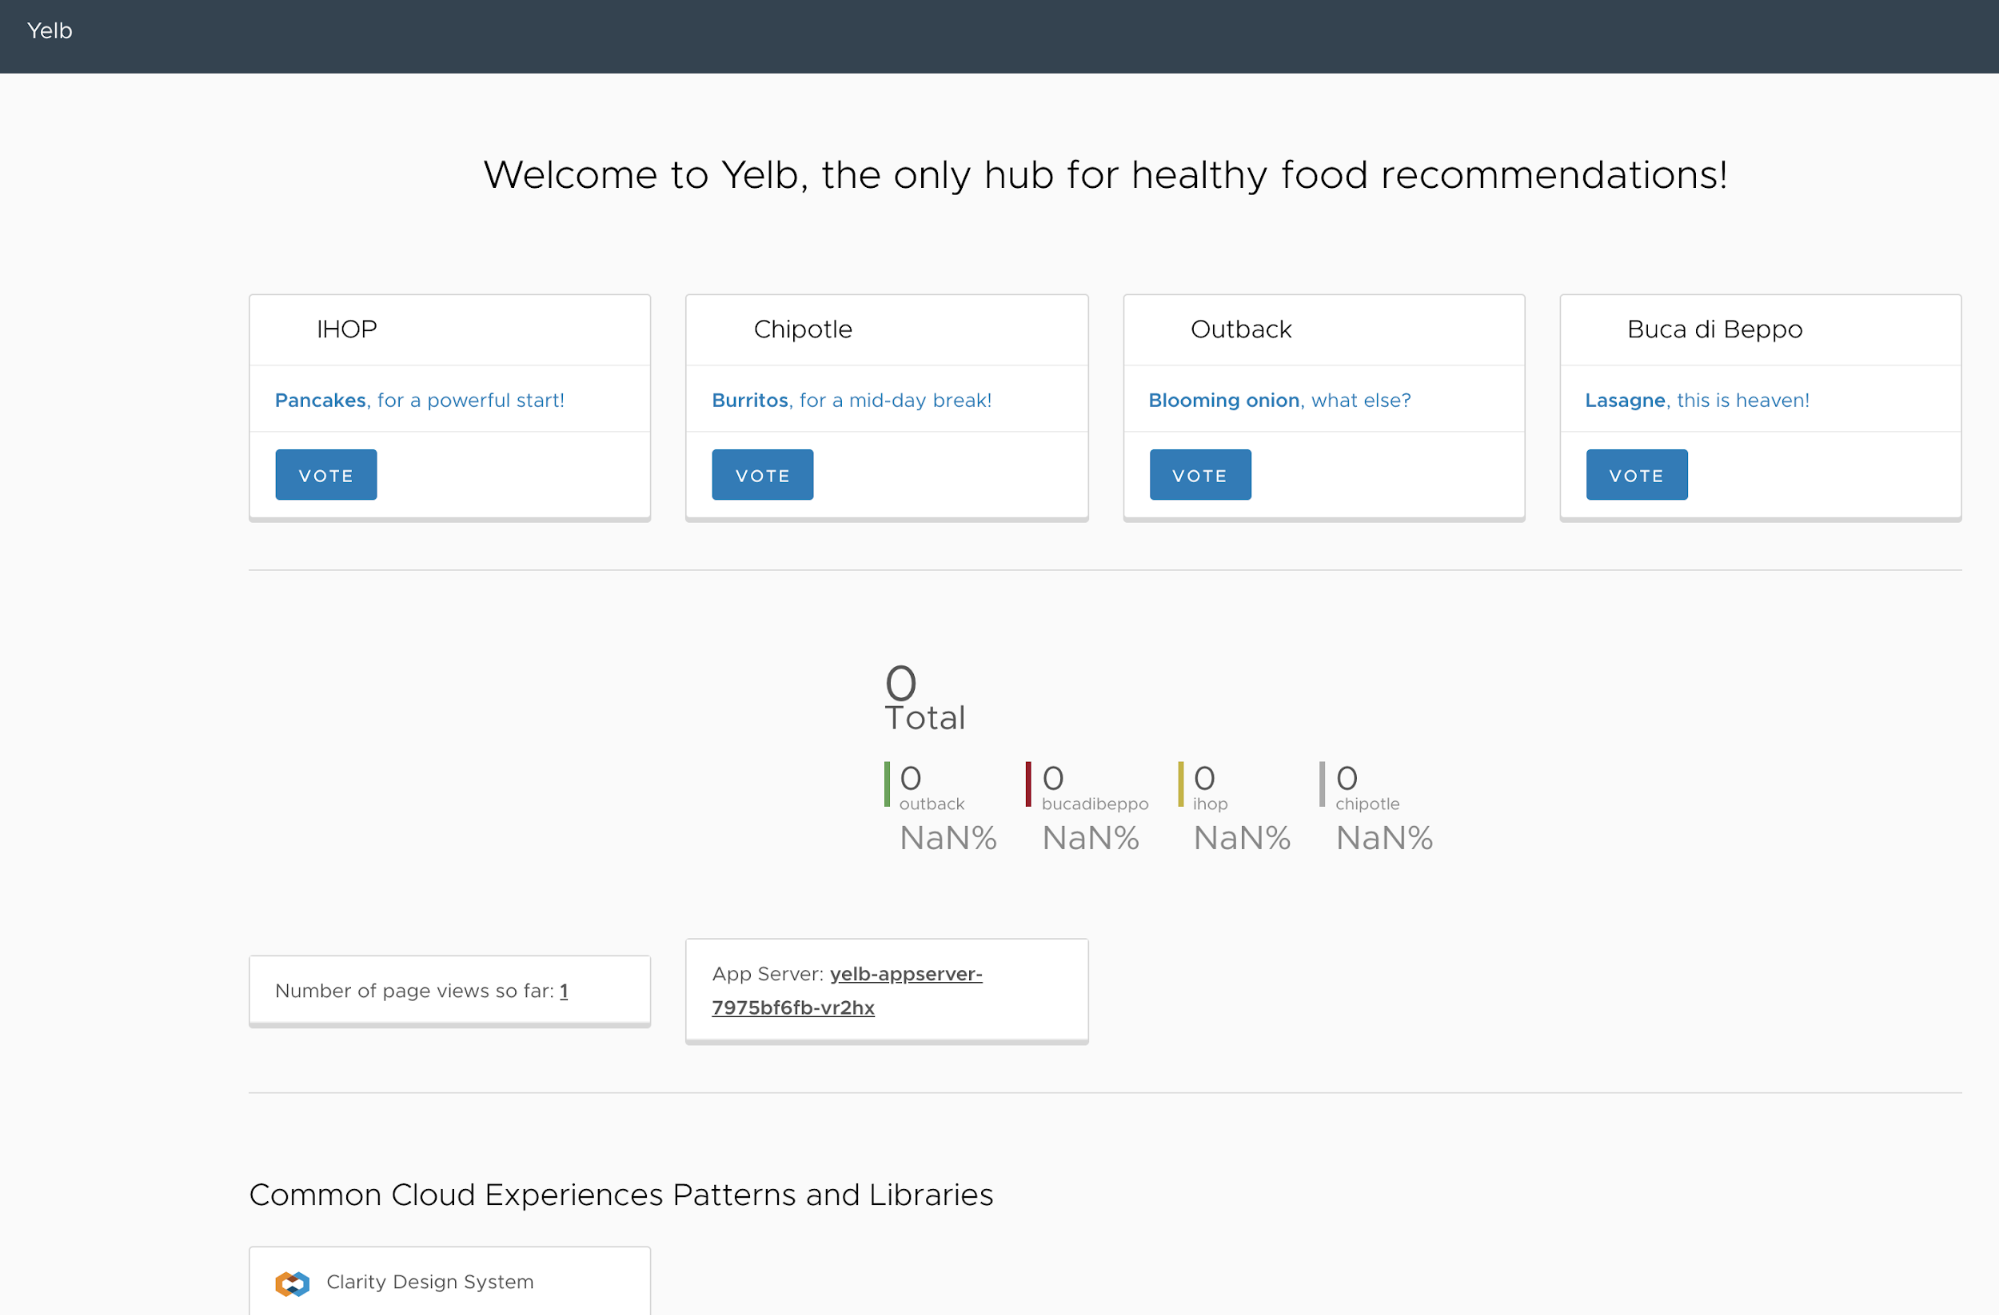 Yelb
Welcome to Yelb, the only hub for healthy food recommendations!
IHOP
Pancakes, for a powerful start!
VOTE
Chipotle
Burritos, for a mid-day break!
VOTE
Outback
Blooming onion, what else?
VOTE
Buca di Beppo
Lasagne, this is heaven!
VOTE
0
Total
0
outback
NaN%
0
bucadibeppo
NaN%
0
ihop
NaN%
0
chipotle
NaN%
Number of page views so far: 1
App Server: yelb-appserver-
7975bf6fb-vr2hx
Common Cloud Experiences Patterns and Libraries
Clarity Design System